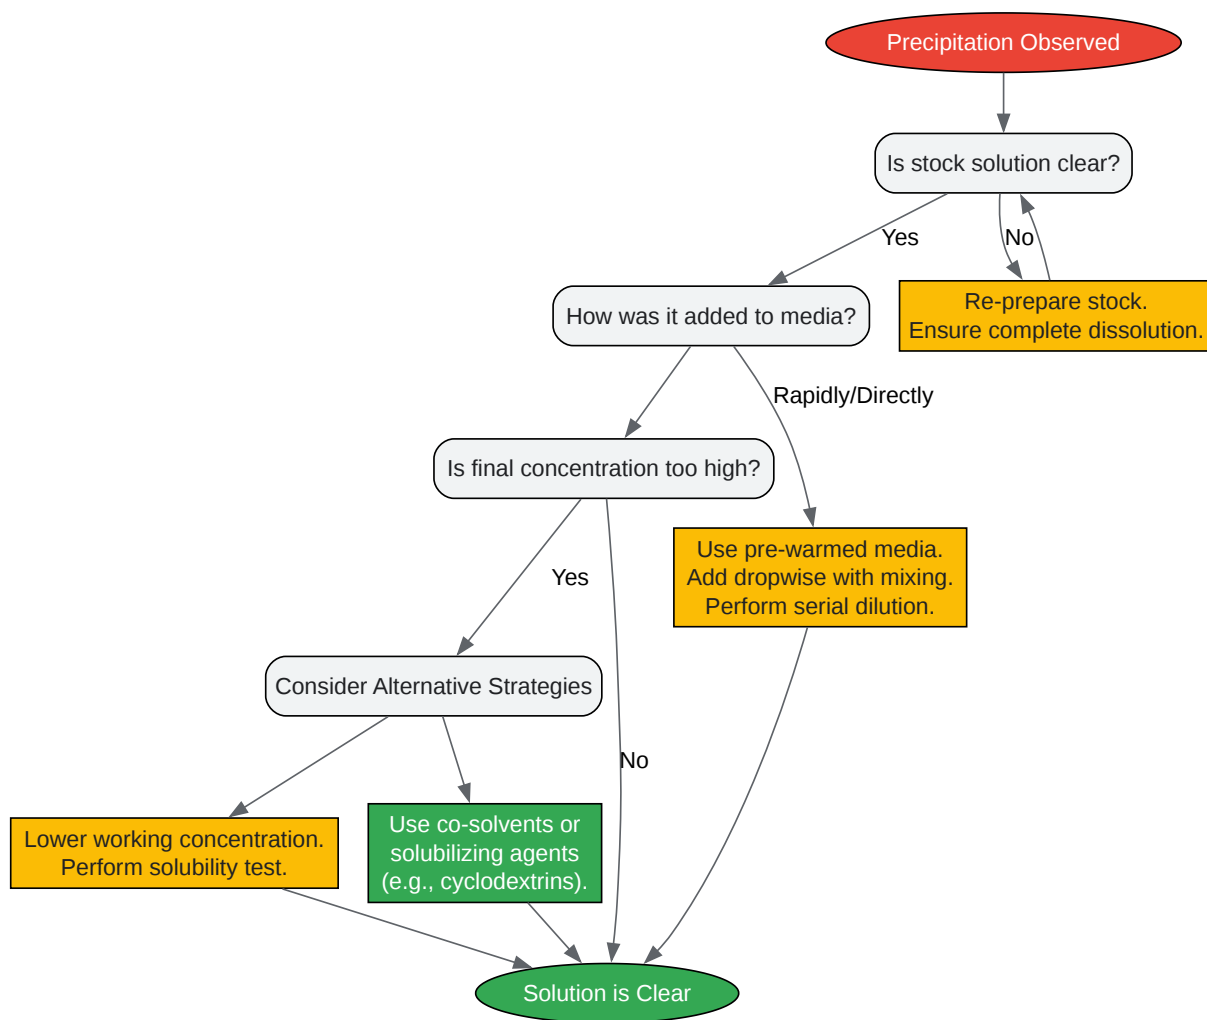 Precipitation Observed
Is stock solution clear?
Yes
No
Re-prepare stock.
Ensure complete dissolution.
How was it added to media?
Rapidly/Directly
Is final concentration too high?
Use pre-warmed media.
Add dropwise with mixing.
Perform serial dilution.
Yes
Consider Alternative Strategies
No
Lower working concentration.
Perform solubility test.
Use co-solvents or
solubilizing agents
(e.g., cyclodextrins).
Solution is Clear